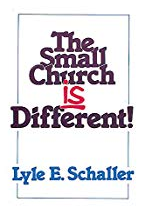 The
Small
Church
is
Different!
Lyle E. Schaller